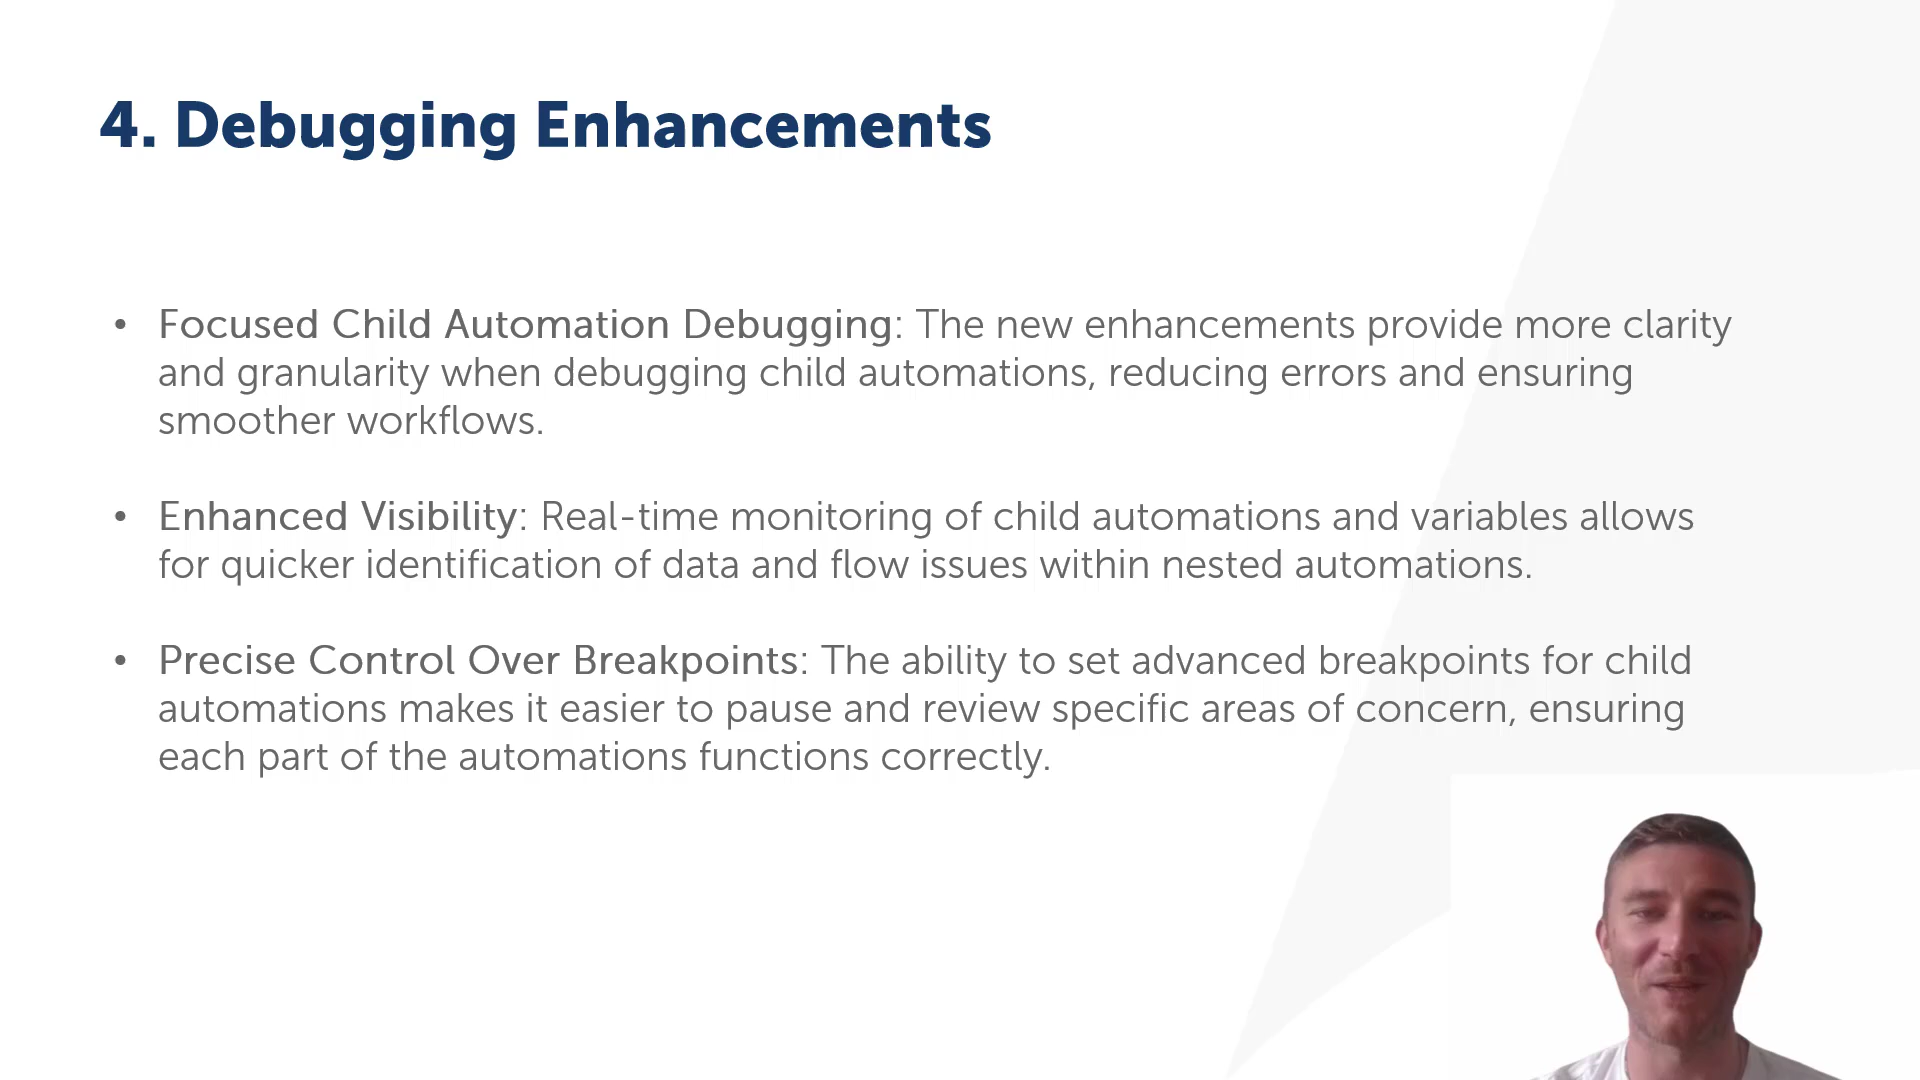 4. Debugging Enhancements
• Focused Child Automation Debugging: The new enhancements provide more clarity
and granularity when debugging child automations, reducing errors and ensuring
smoother workflows.
• Enhanced Visibility: Real-time monitoring of child automations and variables allows
for quicker identification of data and flow issues within nested automations.
• Precise Control Over Breakpoints: The ability to set advanced breakpoints for child
automations makes it easier to pause and review specific areas of concern, ensuring
each part of the automations functions correctly.